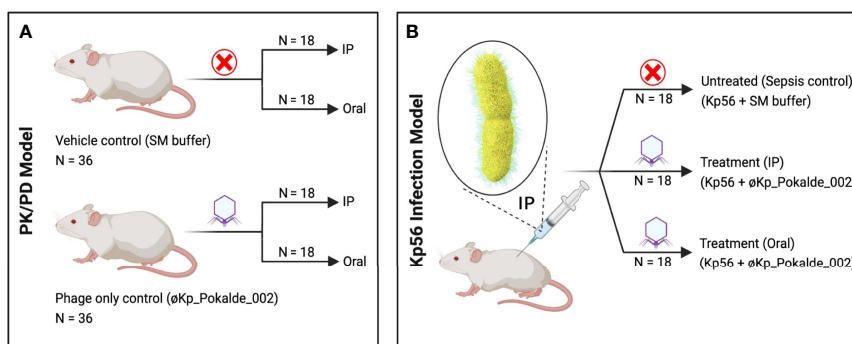 A
PK/PD Model
N = 18
IP
N = 18
Oral
Vehicle control (SM buffer)
N = 36
N = 18
IP
N = 18
Oral
Phage only control (øKp_Pokalde_002)
N = 36
B
Kp56 Infection Model
IP
N = 18
Untreated (Sepsis control)
(Kp56 + SM buffer)
N = 18
Treatment (IP)
(Kp56 + øKp_Pokalde_002)
N = 18
Treatment (Oral)
(Kp56 + øKp_Pokalde_002)